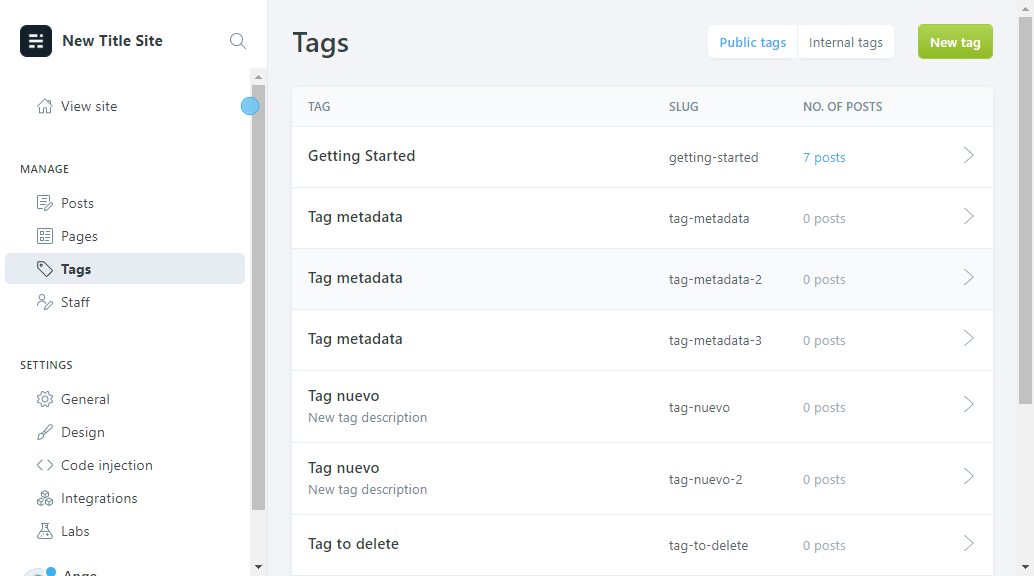 New Title Site
View site
MANAGE
Posts
Pages
Tags
Staff
SETTINGS
General
Design
Code injection
Integrations
Labs
Tags
Public tags
Internal tags
New tag
TAG SLUG NO. OF POSTS
Getting Started getting-started 7 posts
Tag metadata tag-metadata 0 posts
Tag metadata tag-metadata-2 0 posts
Tag metadata tag-metadata-3 0 posts
Tag nuevo tag-nuevo 0 posts
New tag description
Tag nuevo tag-nuevo-2 0 posts
New tag description
Tag to delete tag-to-delete 0 posts